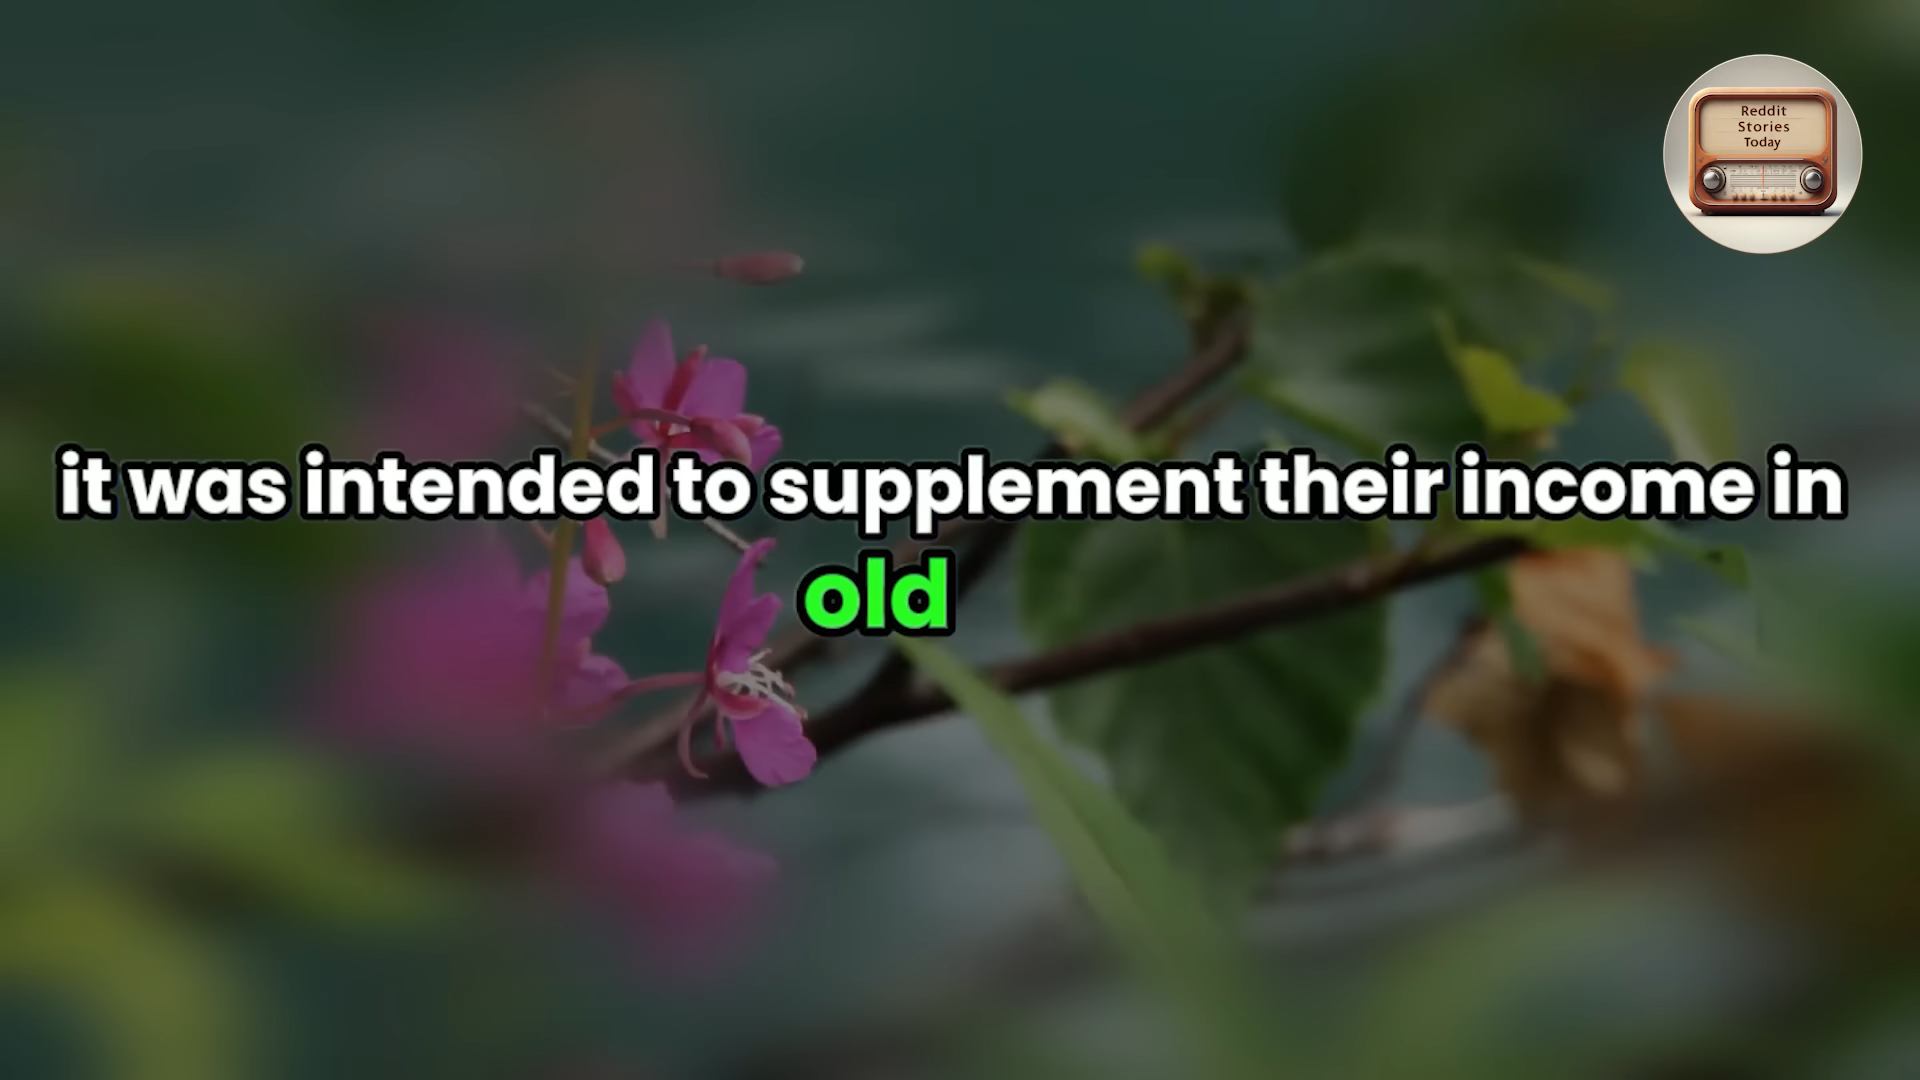 Reddit
Stories
Today
it was intended to supplement their income in
old